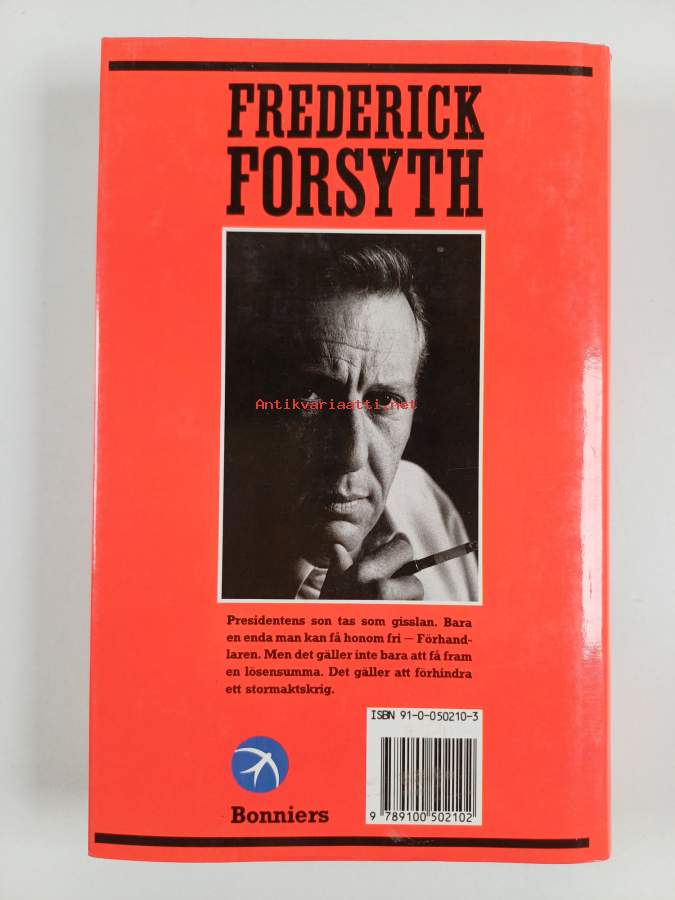 FREDERICK
FORSYTH
Antikvariaatti.net
Presidentens son tas som gisslan. Bara
en enda man kan få honom fri — Förhand-
laren. Men det gäller inte bara att få fram
en lösensumma. Det gäller att förhindra
ett stormaktskrig.
ISBN 91-0-050210-3
Bonniers
9 789100 502102